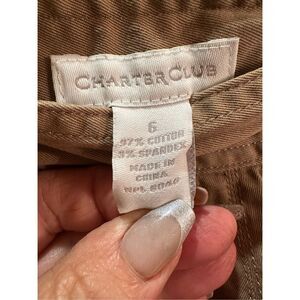 CHARTER CLUB
6
97% COTTON
3% SPANDEX
MADE IN
CHINA